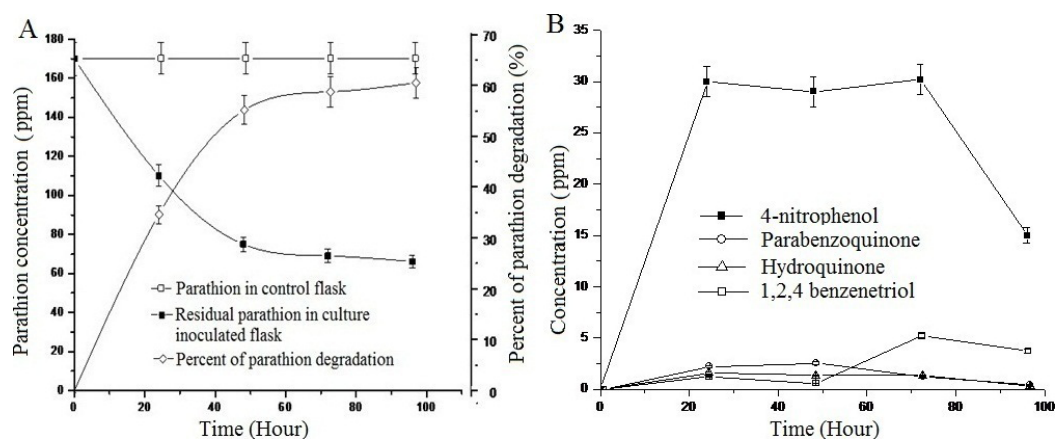 A
B
Parathion concentration ( ppm)
180
160
140
120
100
80
60
40
20
0
Parathion in control flask
Residual parathion in culture
inoculated flask
Percent of parathion degradation
0
20
40
60
80
100
Time (Hour)
70
60
50
40
30
20
10
0
Percent of parathion degradation (%)
Concentration ( ppm)
35
30
25
20
15
10
5
0
4-nitrophenol
Parabenzoquinone
Hydroquinone
1,2,4 benzenetriol
0
20
40
60
80
100
Time (Hour)